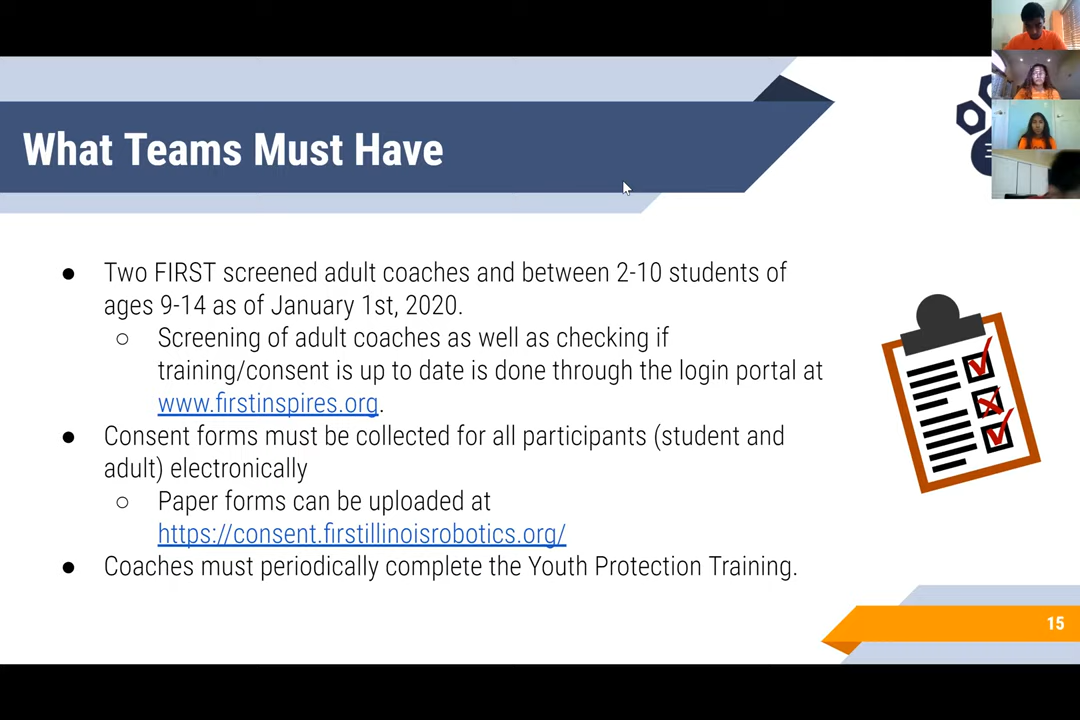 What Teams Must Have
● Two FIRST screened adult coaches and between 2-10 students of
ages 9-14 as of January 1st, 2020.
○ Screening of adult coaches as well as checking if
training/consent is up to date is done through the login portal at
www.firstinspires.org.
● Consent forms must be collected for all participants (student and
adult) electronically
○ Paper forms can be uploaded at
https://consent.firstillinoisrobotics.org/
● Coaches must periodically complete the Youth Protection Training.
15